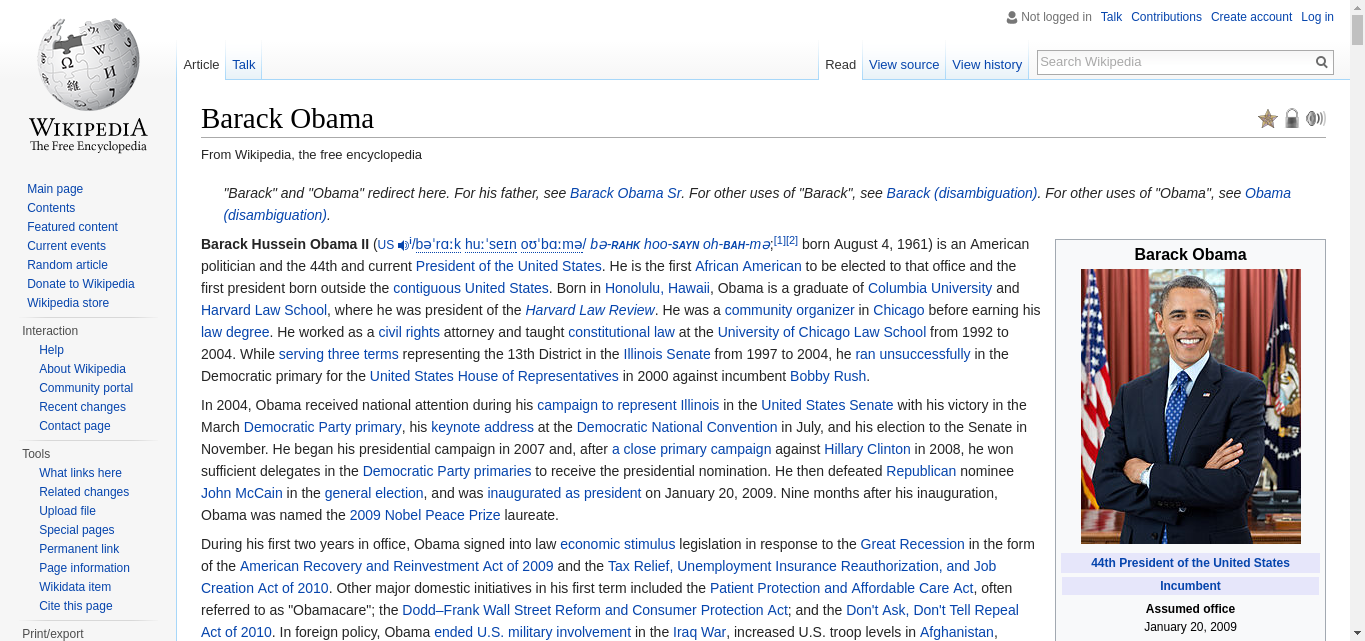 Not logged in Talk Contributions Create account Log in
Article Talk Read View source View history Search Wikipedia
WIKIPEDIA
The Free Encyclopedia
Main page
Contents
Featured content
Current events
Random article
Donate to Wikipedia
Wikipedia store
Interaction
Help
About Wikipedia
Community portal
Recent changes
Contact page
Tools
What links here
Related changes
Upload file
Special pages
Permanent link
Page information
Wikidata item
Cite this page
Print/export
Barack Obama
From Wikipedia, the free encyclopedia
"Barack" and "Obama" redirect here. For his father, see Barack Obama Sr. For other uses of "Barack", see Barack (disambiguation). For other uses of "Obama", see Obama
(disambiguation).
Barack Hussein Obama II (US i/bəˈrɑːk huːˈseɪn oʊˈbɑːmə/ bə-RAHK hoo-SAYN oh-BAH-mə;[1][2] born August 4, 1961) is an American
politician and the 44th and current President of the United States. He is the first African American to be elected to that office and the
first president born outside the contiguous United States. Born in Honolulu, Hawaii, Obama is a graduate of Columbia University and
Harvard Law School, where he was president of the Harvard Law Review. He was a community organizer in Chicago before earning his
law degree. He worked as a civil rights attorney and taught constitutional law at the University of Chicago Law School from 1992 to
2004. While serving three terms representing the 13th District in the Illinois Senate from 1997 to 2004, he ran unsuccessfully in the
Democratic primary for the United States House of Representatives in 2000 against incumbent Bobby Rush.
In 2004, Obama received national attention during his campaign to represent Illinois in the United States Senate with his victory in the
March Democratic Party primary, his keynote address at the Democratic National Convention in July, and his election to the Senate in
November. He began his presidential campaign in 2007 and, after a close primary campaign against Hillary Clinton in 2008, he won
sufficient delegates in the Democratic Party primaries to receive the presidential nomination. He then defeated Republican nominee
John McCain in the general election, and was inaugurated as president on January 20, 2009. Nine months after his inauguration,
Obama was named the 2009 Nobel Peace Prize laureate.
During his first two years in office, Obama signed into law economic stimulus legislation in response to the Great Recession in the form
of the American Recovery and Reinvestment Act of 2009 and the Tax Relief, Unemployment Insurance Reauthorization, and Job
Creation Act of 2010. Other major domestic initiatives in his first term included the Patient Protection and Affordable Care Act, often
referred to as "Obamacare"; the Dodd–Frank Wall Street Reform and Consumer Protection Act; and the Don't Ask, Don't Tell Repeal
Act of 2010. In foreign policy, Obama ended U.S. military involvement in the Iraq War, increased U.S. troop levels in Afghanistan,
Barack Obama
44th President of the United States
Incumbent
Assumed office
January 20, 2009